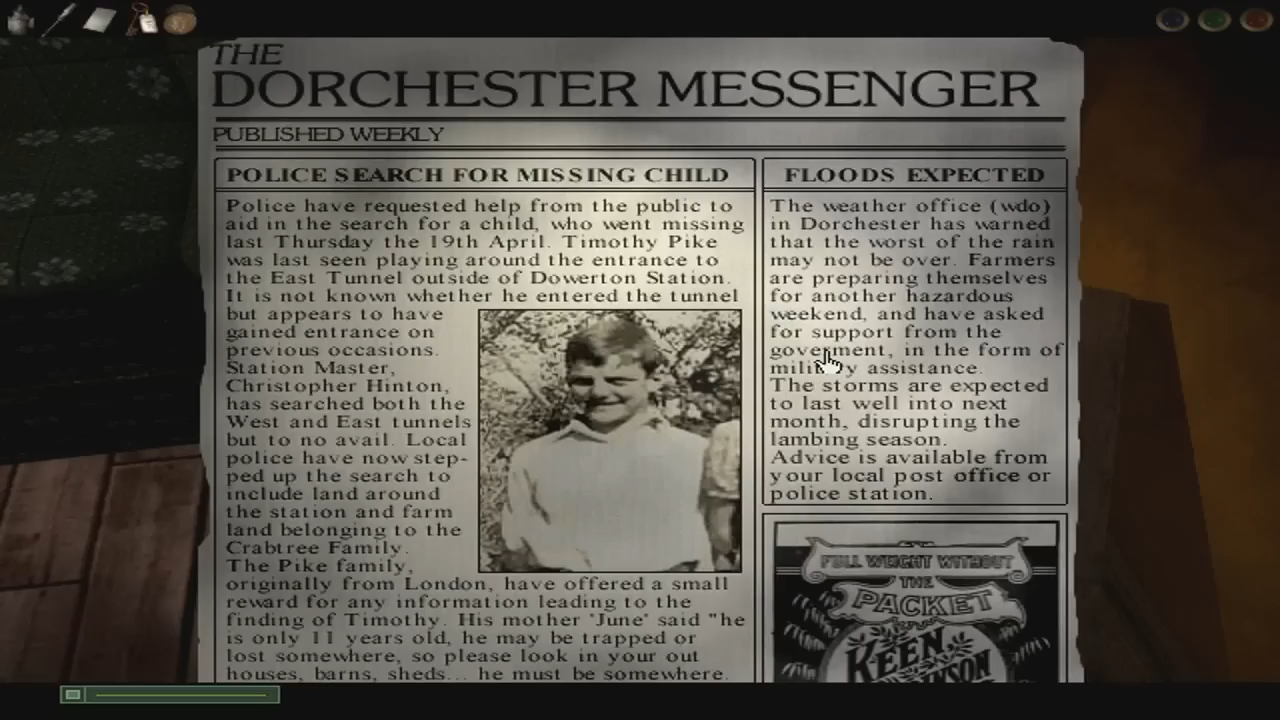 THE
DORCHESTER MESSENGER
PUBLISHED WEEKLY
POLICE SEARCH FOR MISSING CHILD
Police have requested help from the public to
aid in the search for a child, who went missing
last Thursday the 19th April. Timothy Pike
was last seen playing around the entrance to
the East Tunnel outside of Dowerton Station.
It is not known whether he entered the tunnel
but appears to have
gained entrance on
previous occasions.
Station Master,
Christopher Hinton,
has searched both the
West and East tunnels
but to no avail. Local
police have now step-
ped up the search to
include land around
the station and farm
land belonging to the
Crabtree Family.
The Pike family,
originally from London, have offered a small
reward for any information leading to the
finding of Timothy. His mother 'June' said "he
is only 11 years old, he may be trapped or
lost somewhere, so please look in your out
houses, barns, sheds... he must be somewhere.
FLOODS EXPECTED
The weather office (wdo)
in Dorchester has warned
that the worst of the rain
may not be over. Farmers
are preparing themselves
for another hazardous
weekend, and have asked
for support from the
in the form of
assistance.
The storms are expected
to last well into next
month, disrupting the
lambing season.
Advice is available from
your local post office or
police station.
FULL WEIGHT WITHOUT
THE
PACKET
KEEN